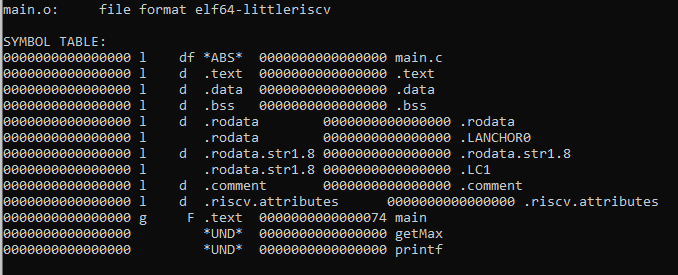 main.o:     file format elf64-littleriscv
SYMBOL TABLE:
0000000000000000 l    df *ABS*  0000000000000000 main.c
0000000000000000 l    d  .text  0000000000000000 .text
0000000000000000 l    d  .data  0000000000000000 .data
0000000000000000 l    d  .bss   0000000000000000 .bss
0000000000000000 l    d  .rodata        0000000000000000 .rodata
0000000000000000 l       .rodata        0000000000000000 .LANCHOR0
0000000000000000 l    d  .rodata.str1.8 0000000000000000 .rodata.str1.8
0000000000000000 l       .rodata.str1.8 0000000000000000 .LC1
0000000000000000 l    d  .comment       0000000000000000 .comment
0000000000000000 l    d  .riscv.attributes      0000000000000000 .riscv.attributes
0000000000000000 g     F .text  0000000000000074 main
0000000000000000         *UND*  0000000000000000 getMax
0000000000000000         *UND*  0000000000000000 printf